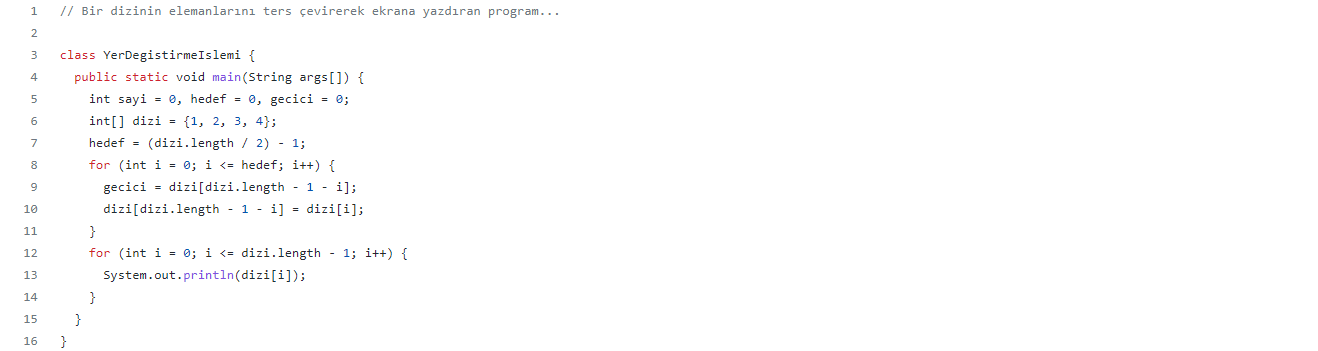 1 // Bir dizinin elemanlarını ters çevirerek ekrana yazdıran program...
2
3 class YerDegistirmeIslemi {
4 public static void main(String args[]) {
5 int sayi = 0, hedef = 0, gecici = 0;
6 int[] dizi = {1, 2, 3, 4};
7 hedef = (dizi.length / 2) - 1;
8 for (int i = 0; i <= hedef; i++) {
9 gecici = dizi[dizi.length - 1 - i];
10 dizi[dizi.length - 1 - i] = dizi[i];
11 }
12 for (int i = 0; i <= dizi.length - 1; i++) {
13 System.out.println(dizi[i]);
14 }
15 }
16 }